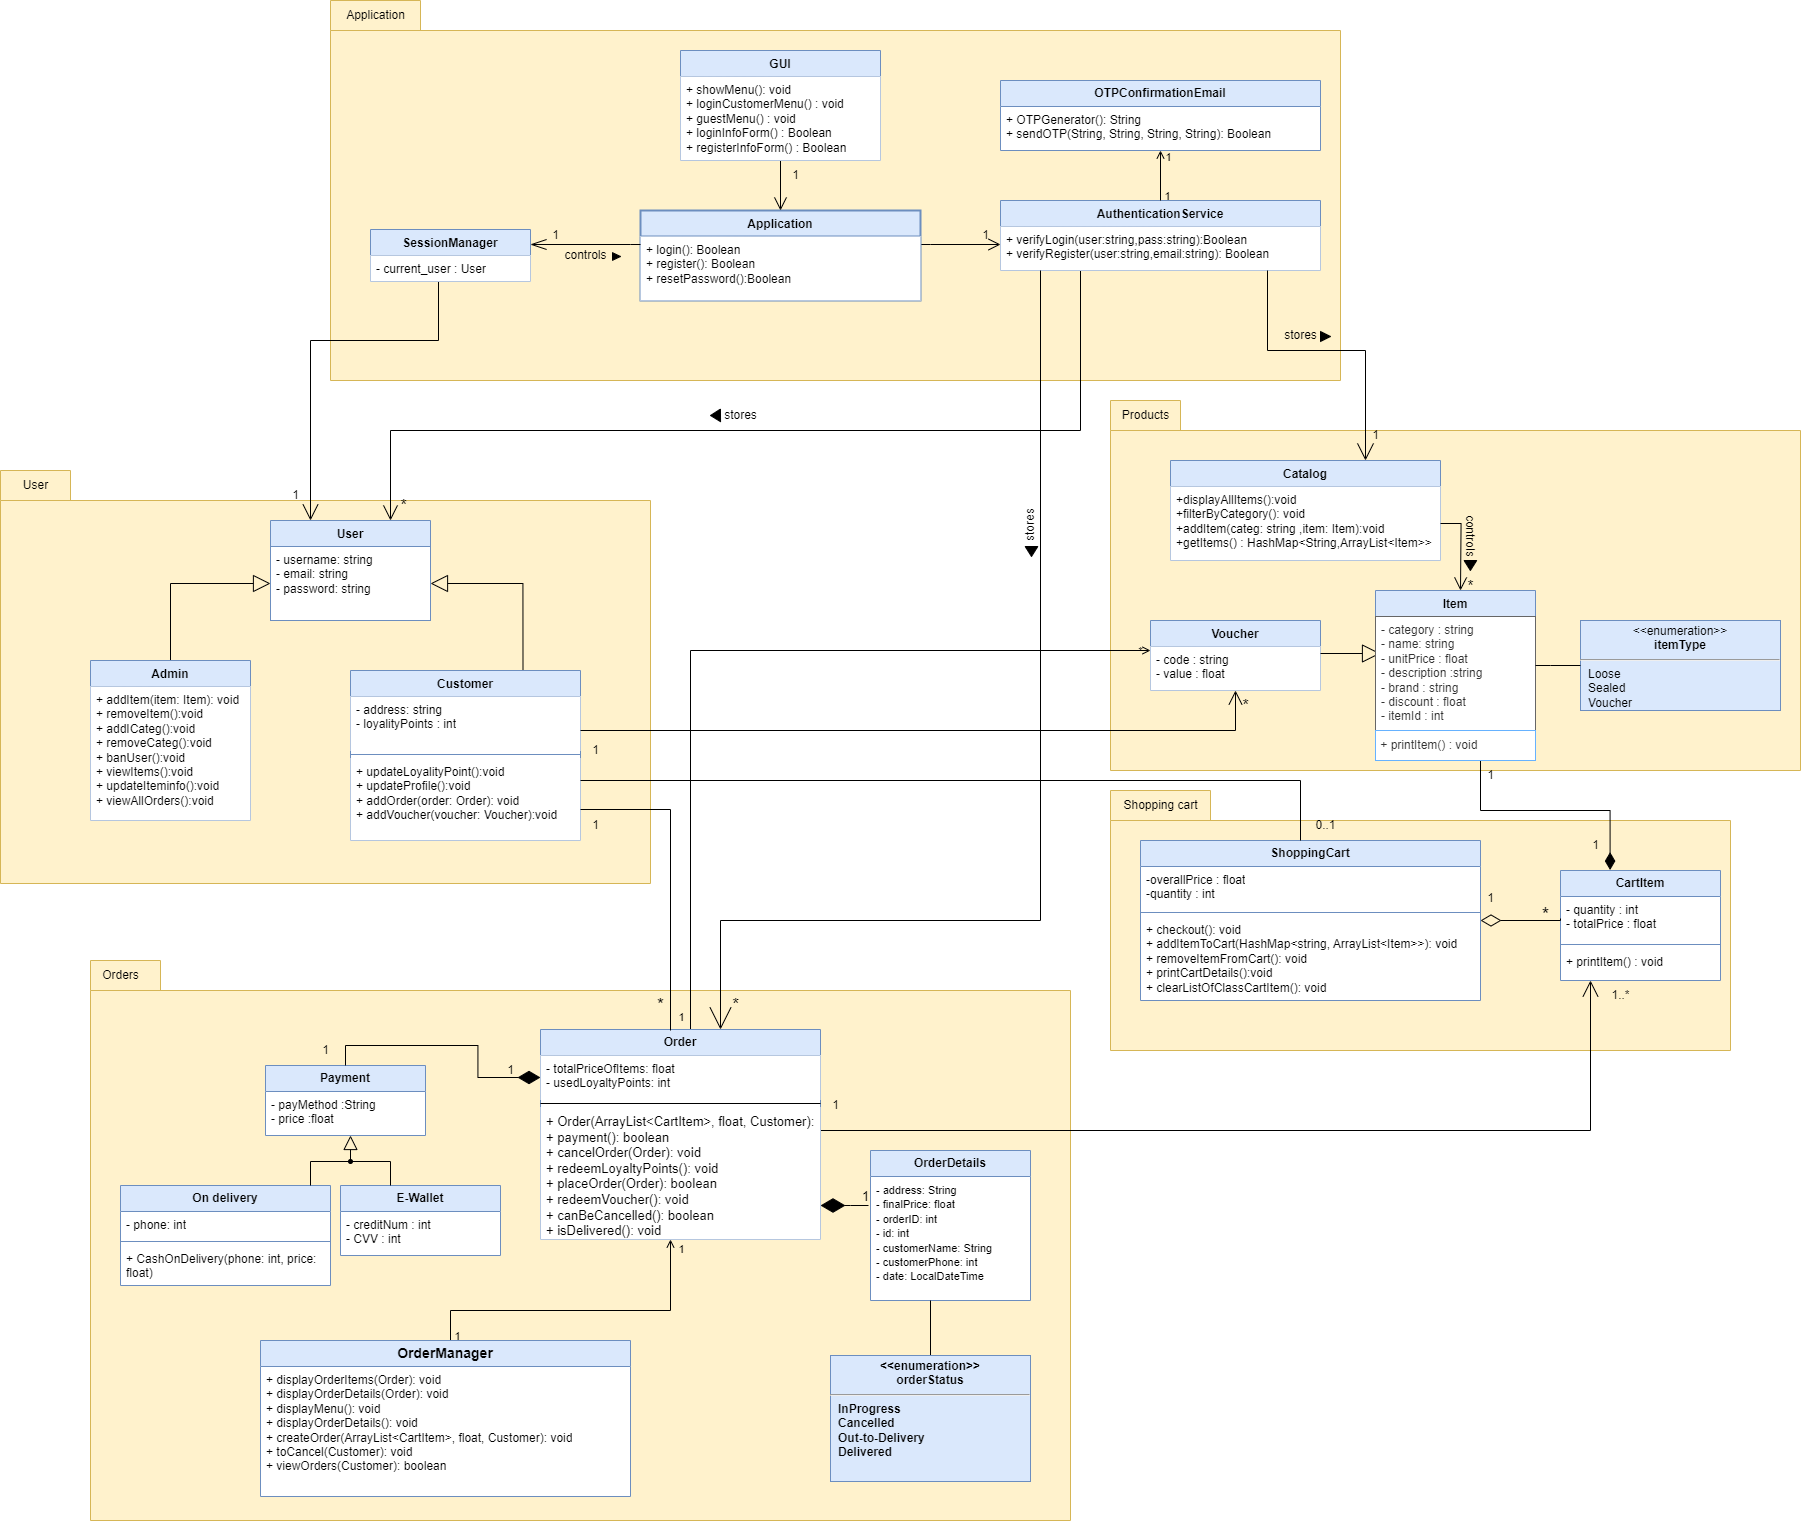 Application
GUI
+ showMenu(): void
+ loginCustomerMenu() : void
+ guestMenu() : void
+ loginInfoForm() : Boolean
+ registerInfoForm() : Boolean
1
OTPConfirmationEmail
+ OTPGenerator(): String
+ sendOTP(String, String, String, String): Boolean
1
1
SessionManager
- current_user : User
1
controls
Application
+ login(): Boolean
+ register(): Boolean
+ resetPassword():Boolean
1
AuthenticationService
+ verifyLogin(user:string,pass:string):Boolean
+ verifyRegister(user:string,email:string): Boolean
stores
stores
stores
User
1
*
User
- username: string
- email: string
- password: string
Admin
+ addItem(item: Item): void
+ removeItem():void
+ addlCateg():void
+ removeCateg():void
+ banUser():void
+ viewItems():void
+ updateIteminfo():void
+ viewAllOrders():void
Customer
- address: string
- loyalityPoints : int
+ updateLoyalityPoint():void
+ updateProfile():void
+ addOrder(order: Order): void
+ addVoucher(voucher: Voucher):void
1
1
Products
1
Catalog
+displayAllItems():void
+filterByCategory(): void
+addItem(categ: string ,item: Item):void
+getItems() : HashMap<String,ArrayList<Item>>
controls
*
Voucher
- code : string
- value : float
*
*
Item
- category : string
- name: string
- unitPrice : float
- description :string
- brand : string
- discount : float
- itemId : int
+ printItem() : void
1
<<enumeration>>
itemType
Loose
Sealed
Voucher
Shopping cart
0..1
ShoppingCart
-overallPrice : float
-quantity : int
+ checkout(): void
+ addItemToCart(HashMap<string, ArrayList<Item>>): void
+ removeItemFromCart(): void
+ printCartDetails():void
+ clearListOfClassCartItem(): void
1
*
1
CartItem
- quantity : int
- totalPrice : float
+ printItem() : void
1..*
Orders
*
1
*
Order
- totalPriceOfItems: float
- usedLoyaltyPoints: int
+ Order(ArrayList<CartItem>, float, Customer):
+ payment(): boolean
+ cancelOrder(Order): void
+ redeemLoyaltyPoints(): void
+ placeOrder(Order): boolean
+ redeemVoucher(): void
+ canBeCancelled(): boolean
+ isDelivered(): void
1
1
1
Payment
- payMethod :String
- price :float
On delivery
- phone: int
+ CashOnDelivery(phone: int, price:
float)
E-Wallet
- creditNum : int
- CVV : int
1
OrderDetails
- address: String
- finalPrice: float
- orderID: int
- id: int
- customerName: String
- customerPhone: int
- date: LocalDateTime
1
1
OrderManager
+ displayOrderItems(Order): void
+ displayOrderDetails(Order): void
+ displayMenu(): void
+ displayOrderDetails(): void
+ createOrder(ArrayList<CartItem>, float, Customer): void
+ toCancel(Customer): void
+ viewOrders(Customer): boolean
<<enumeration>>
orderStatus
InProgress
Cancelled
Out-to-Delivery
Delivered